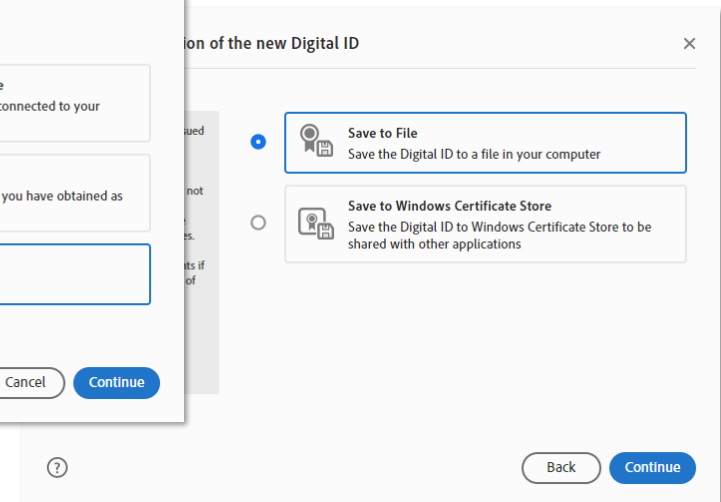 ion of the new Digital ID
connected to your
you have obtained as
Cancel
Continue
sued
not
es.
nts if
of
Save to File
Save the Digital ID to a file in your computer
Save to Windows Certificate Store
Save the Digital ID to Windows Certificate Store to be
shared with other applications
?
Back
Continue